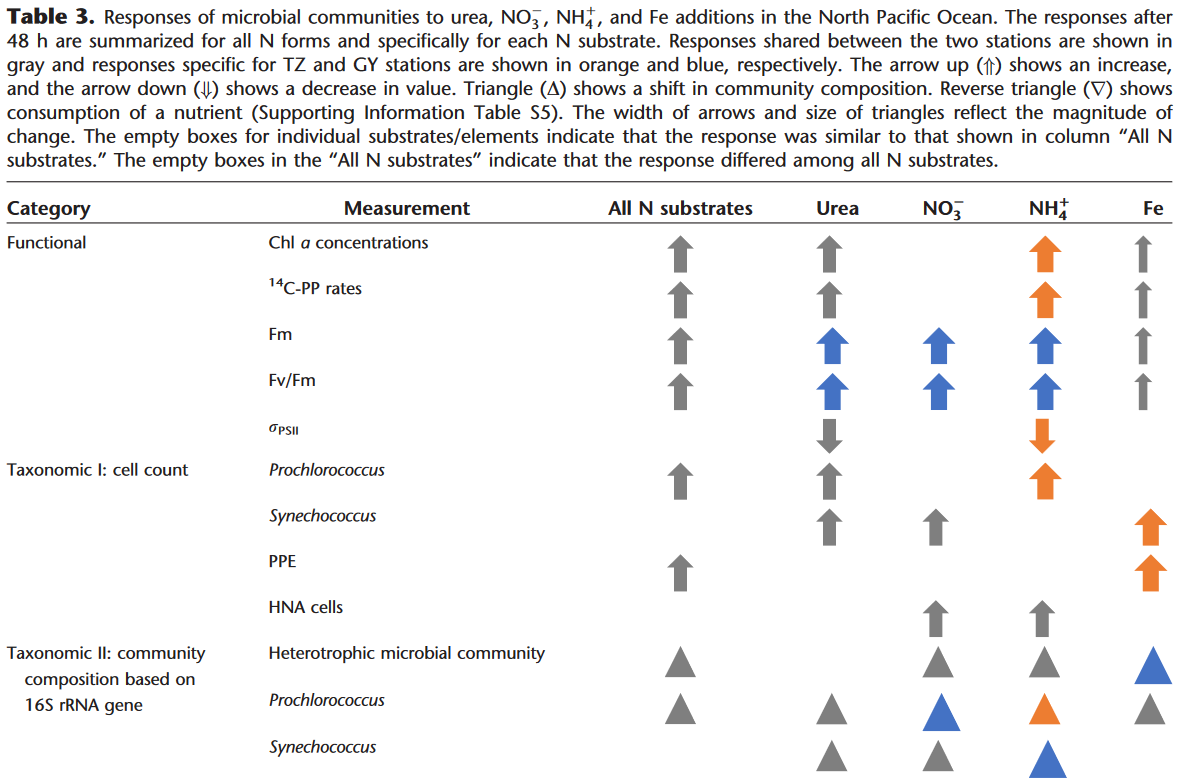 Table 3. Responses of microbial communities to urea, NO₃⁻, NH₄⁺, and Fe additions in the North Pacific Ocean. The responses after
48 h are summarized for all N forms and specifically for each N substrate. Responses shared between the two stations are shown in
gray and responses specific for TZ and GY stations are shown in orange and blue, respectively. The arrow up (⇑) shows an increase,
and the arrow down (⇓) shows a decrease in value. Triangle (Δ) shows a shift in community composition. Reverse triangle (∇) shows
consumption of a nutrient (Supporting Information Table S5). The width of arrows and size of triangles reflect the magnitude of
change. The empty boxes for individual substrates/elements indicate that the response was similar to that shown in column “All N
substrates.” The empty boxes in the “All N substrates” indicate that the response differed among all N substrates.
Category Measurement All N substrates Urea NO₃⁻ NH₄⁺ Fe
Functional Chl a concentrations
¹⁴C-PP rates
Fm
Fv/Fm
σPSII
Taxonomic I: cell count Prochlorococcus
Synechococcus
PPE
HNA cells
Taxonomic II: community Heterotrophic microbial community
composition based on
16S rRNA gene Prochlorococcus
Synechococcus